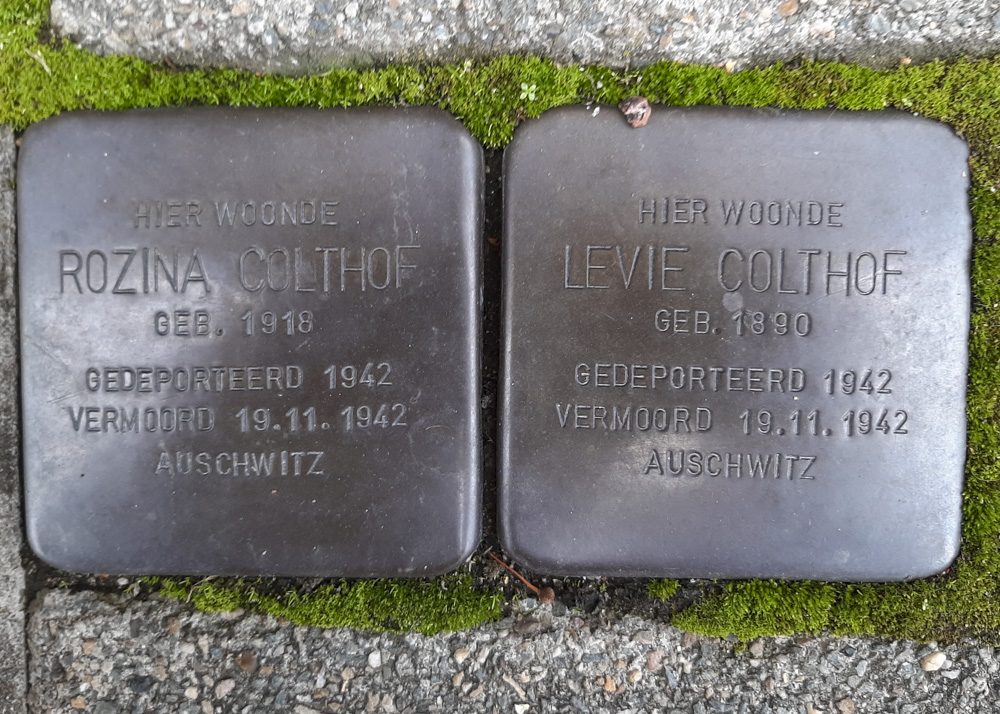 HIER WOONDE
ROZINA COLTHOF
GEB. 1918
GEDEPORTEERD 1942
VERMOORD 19.11.1942
AUSCHWITZ
HIER WOONDE
LEVIE COLTHOF
GEB. 1890
GEDEPORTEERD 1942
VERMOORD 19.11.1942
AUSCHWITZ